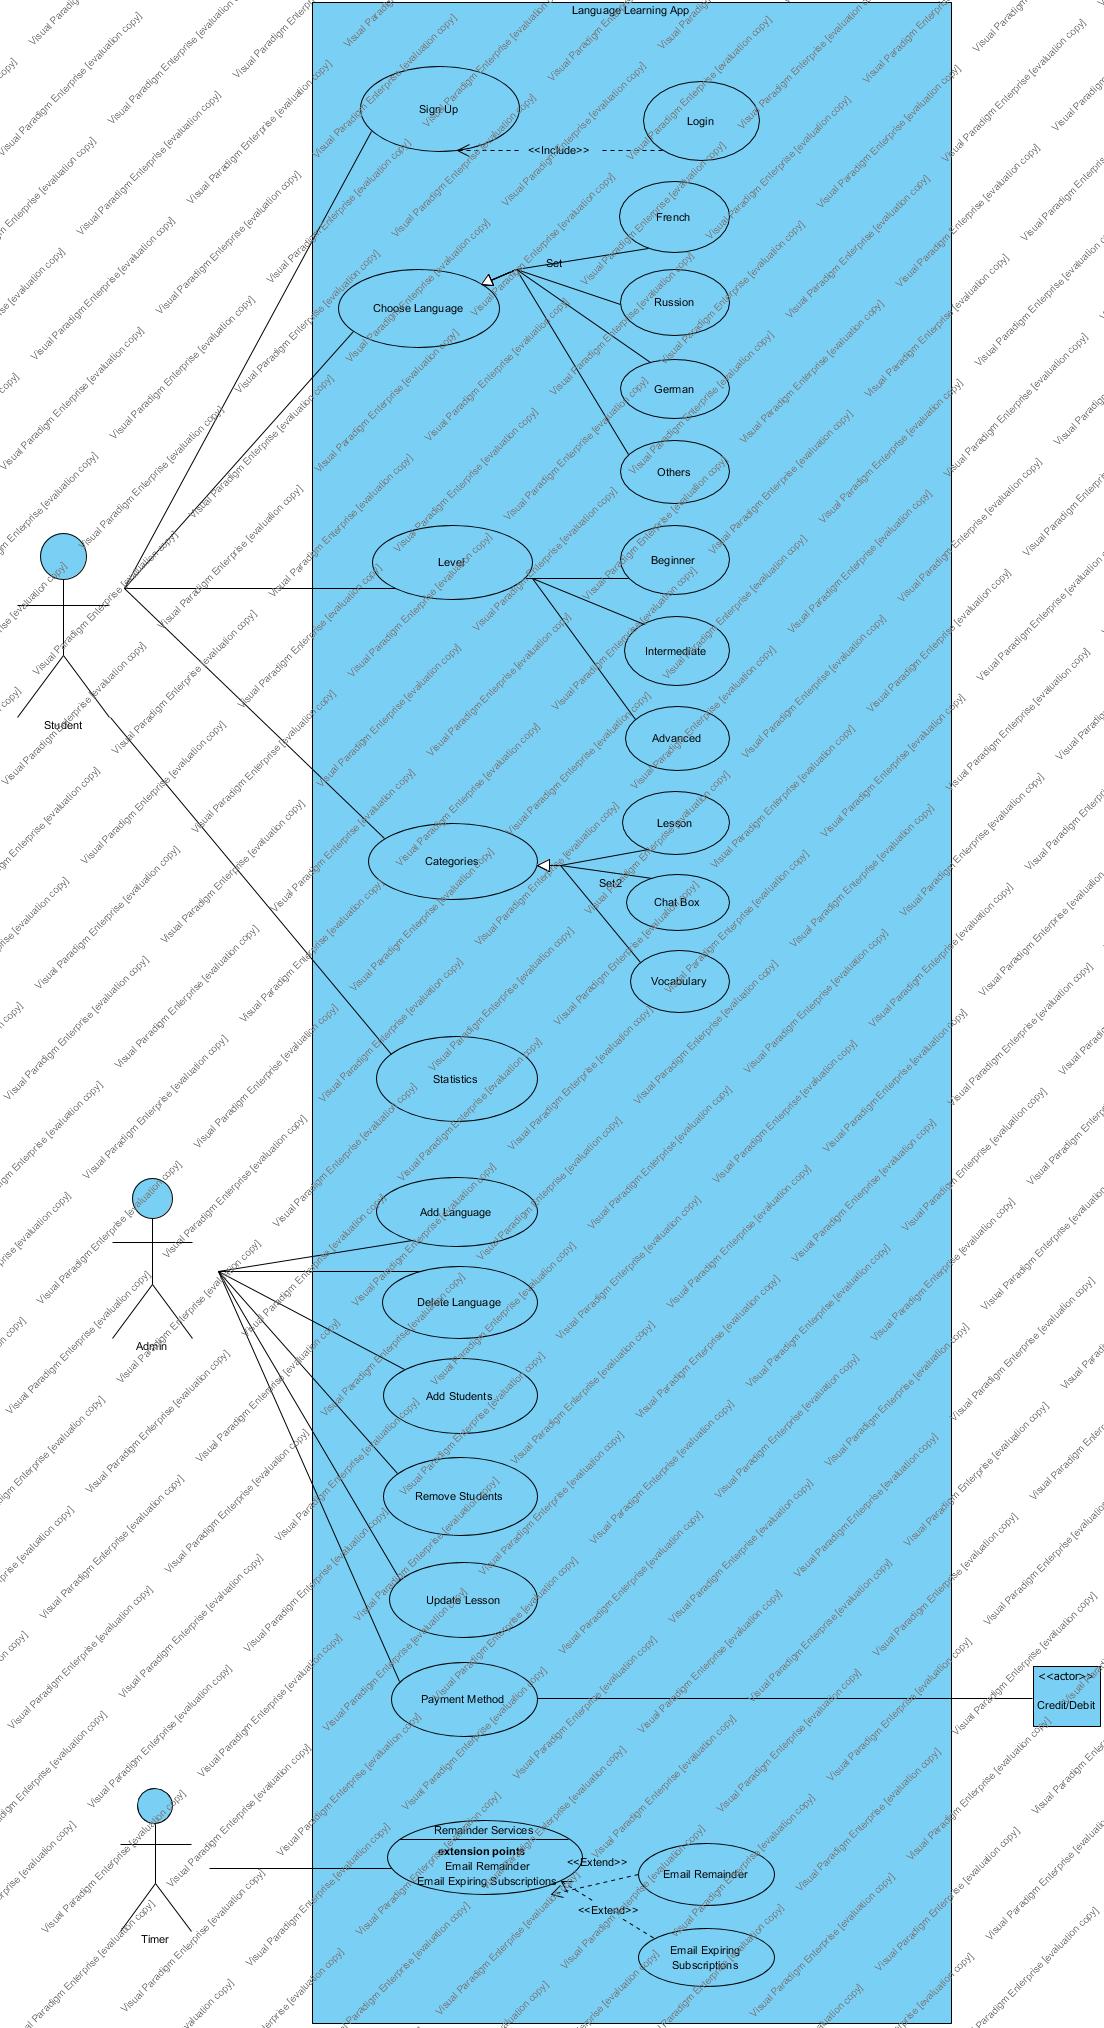 Language Learning App
Sign Up
Login
<<Include>>
French
Set
Choose Language
Russion
German
Others
Level
Beginner
Intermediate
Student
Advanced
Lesson
Categories
Set2
Chat Box
Vocabulary
Statistics
Add Language
Delete Language
Admin
Add Students
Remove Students
Update Lesson
<<actor>>
Payment Method
Credit/Debit
Remainder Services
extension points
Email Remainder
Email Expiring Subscriptions
<<Extend>>
Email Remainder
<<Extend>>
Timer
Email Expiring
Subscriptions
Visual Paradigm Enterprise [evaluation copy]